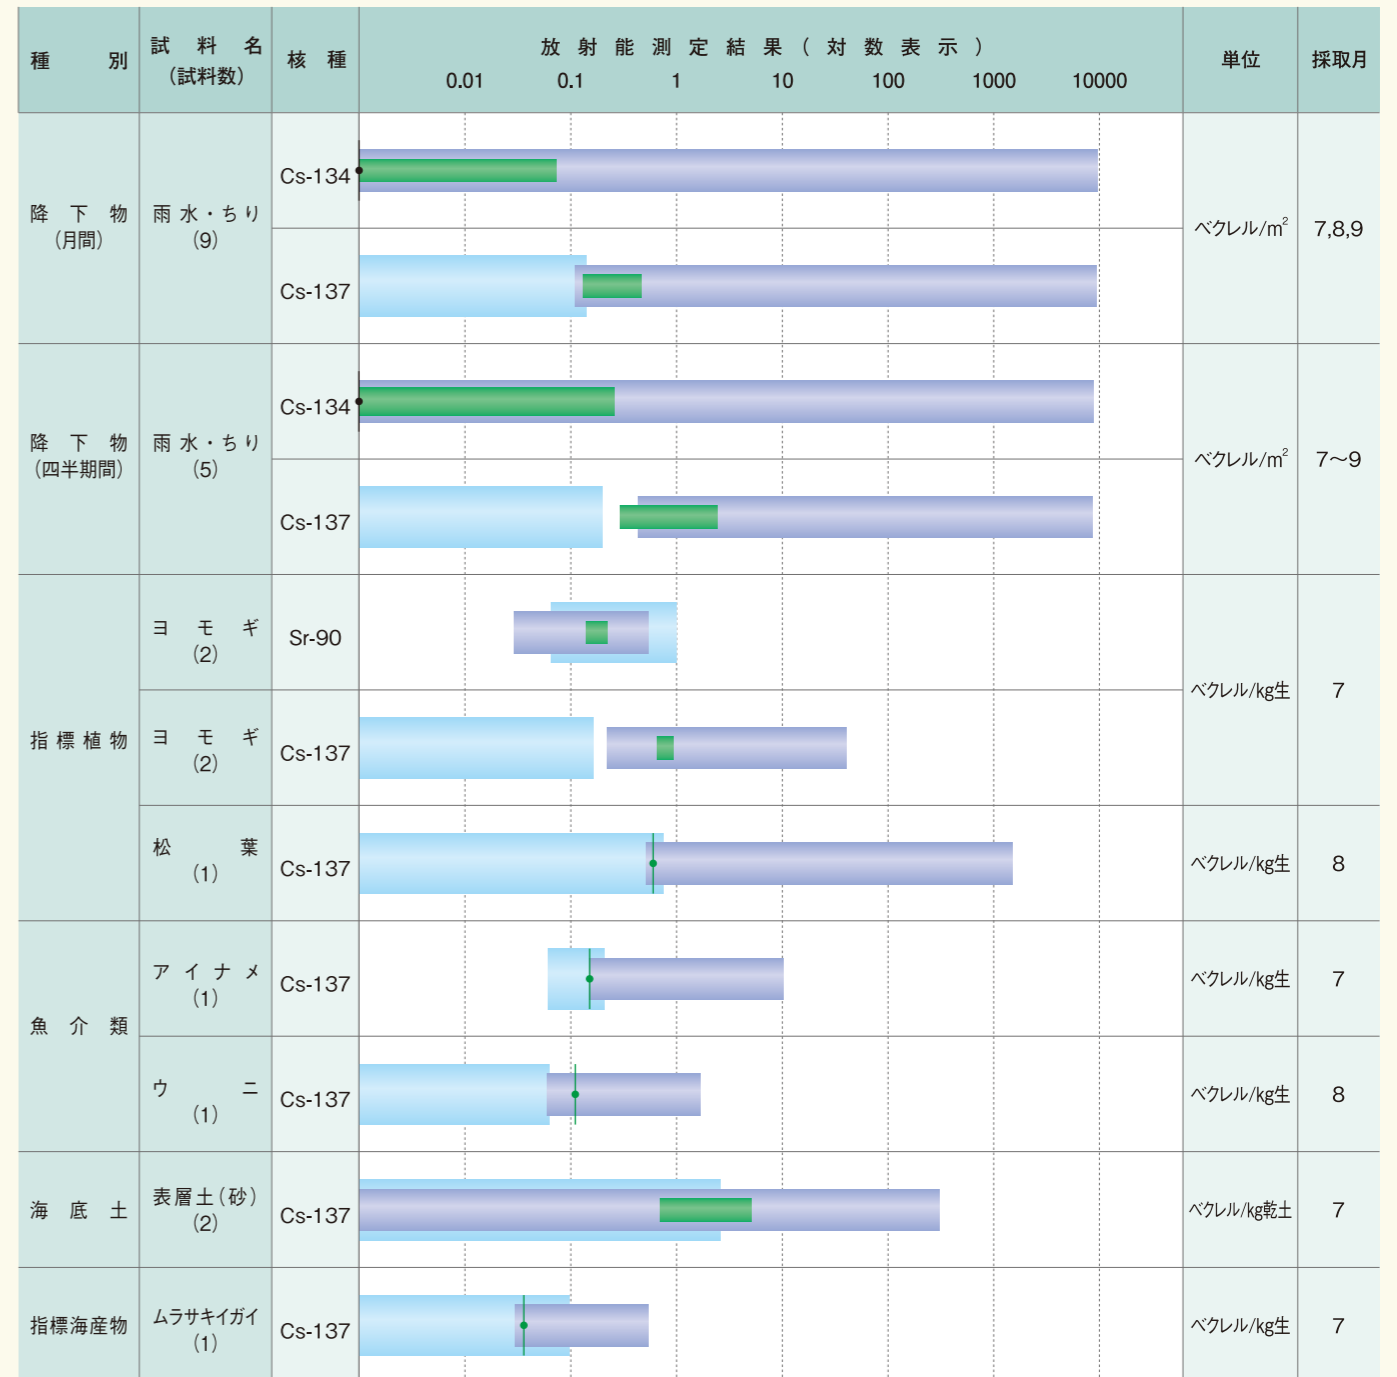 種別
試料名
(試料数)
核種
放射能測定結果(対数表示)
0.01 0.1 1 10 100 1000 10000
単位
採取月
降下物
(月間)
雨水・ちり
(9)
Cs-134
Cs-137
ベクレル/m²
7,8,9
降下物
(四半期間)
雨水・ちり
(5)
Cs-134
Cs-137
ベクレル/m²
7〜9
指標植物
ヨモギ
(2)
Sr-90
ヨモギ
(2)
Cs-137
ベクレル/kg生
7
松葉
(1)
Cs-137
ベクレル/kg生
8
魚介類
アイナメ
(1)
Cs-137
ベクレル/kg生
7
ウニ
(1)
Cs-137
ベクレル/kg生
8
海底土
表層土(砂)
(2)
Cs-137
ベクレル/kg乾土
7
指標海産物
ムラサキイガイ
(1)
Cs-137
ベクレル/kg生
7